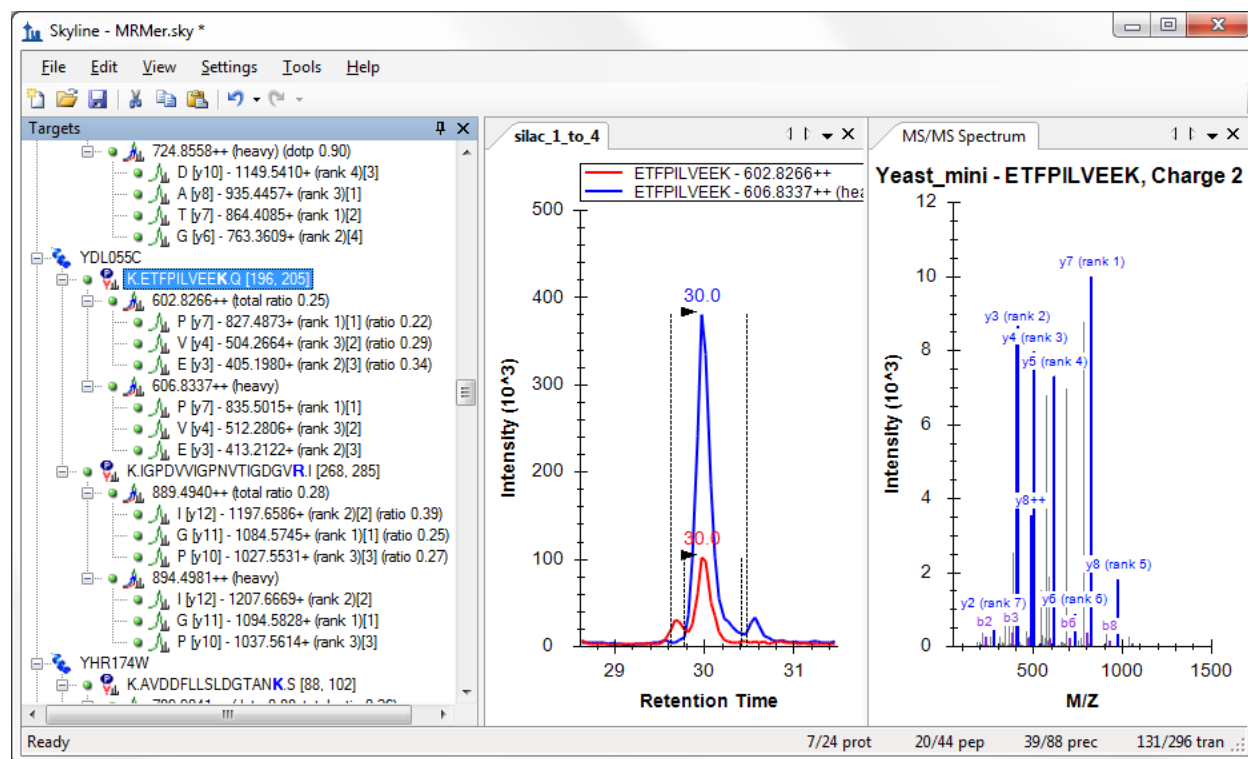 Skyline - MRMer.sky *
File Edit View Settings Tools Help
Targets
724.8558++ (heavy) (dotp 0.90)
D [y10] - 1149.5410+ (rank 4)[3]
A [y8] - 935.4457+ (rank 3)[1]
T [y7] - 864.4085+ (rank 1)[2]
G [y6] - 763.3609+ (rank 2)[4]
YDL055C
K.ETFPILVEEK.Q [196, 205]
602.8266++ (total ratio 0.25)
P [y7] - 827.4873+ (rank 1)[1] (ratio 0.22)
V [y4] - 504.2664+ (rank 3)[2] (ratio 0.29)
E [y3] - 405.1980+ (rank 2)[3] (ratio 0.34)
606.8337++ (heavy)
P [y7] - 835.5015+ (rank 1)[1]
V [y4] - 512.2806+ (rank 3)[2]
E [y3] - 413.2122+ (rank 2)[3]
K.IGPDVVIGPNVTIGDGVR.I [268, 285]
889.4940++ (total ratio 0.28)
I [y12] - 1197.6586+ (rank 2)[2] (ratio 0.39)
G [y11] - 1084.5745+ (rank 1)[1] (ratio 0.25)
P [y10] - 1027.5531+ (rank 3)[3] (ratio 0.27)
894.4981++ (heavy)
I [y12] - 1207.6669+ (rank 2)[2]
G [y11] - 1094.5828+ (rank 1)[1]
P [y10] - 1037.5614+ (rank 3)[3]
YHR174W
K.AVDDFLLSLDGTANK.S [88, 102]
silac_1_to_4
ETFPILVEEK - 602.8266++
ETFPILVEEK - 606.8337++ (hea
Intensity (10^3)
500
400
300
200
100
0
30.0
30.0
29 30 31
Retention Time
MS/MS Spectrum
Yeast_mini - ETFPILVEEK, Charge 2
Intensity (10^3)
12
10
8
6
4
2
0
y7 (rank 1)
y3 (rank 2)
y4 (rank 3)
y5 (rank 4)
y8++
y8 (rank 5)
y6 (rank 6)
y2 (rank 7)
b2 b3 b6 b8
500 1000 1500
M/Z
Ready 7/24 prot 20/44 pep 39/88 prec 131/296 tran